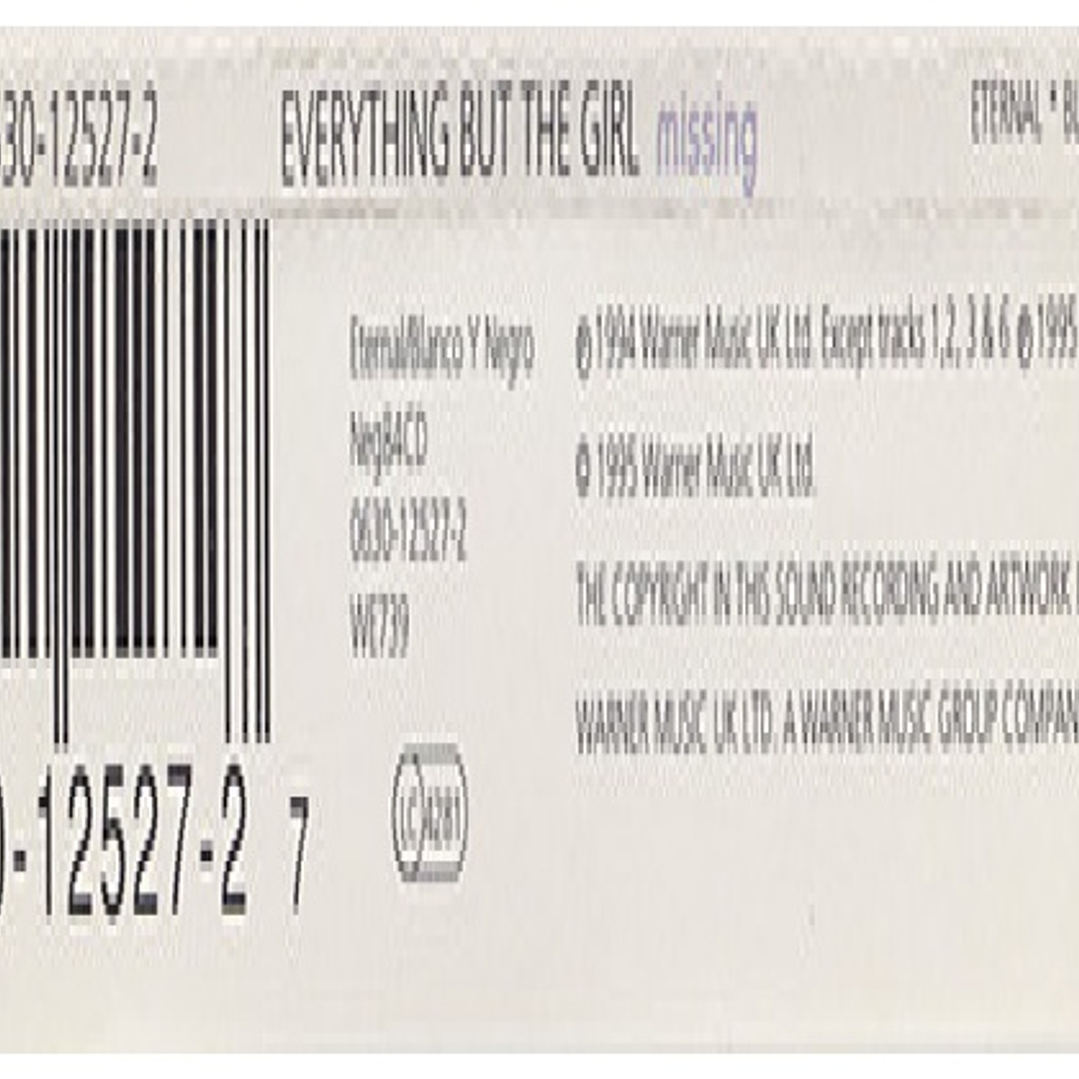 30-12527-2 EVERYTHING BUT THE GIRL missing ETERNAL * BL
Eternal/Blanco Y Negro
Neg84CD
0630-12527-2
WE739
℗ 1994 Warner Music UK Ltd. Except tracks 1, 2, 3 & 6 ℗ 1995
© 1995 Warner Music UK Ltd.
THE COPYRIGHT IN THIS SOUND RECORDING AND ARTWORK
WARNER MUSIC UK LTD. A WARNER MUSIC GROUP COMPAN
-12527-2 7
LC 4281